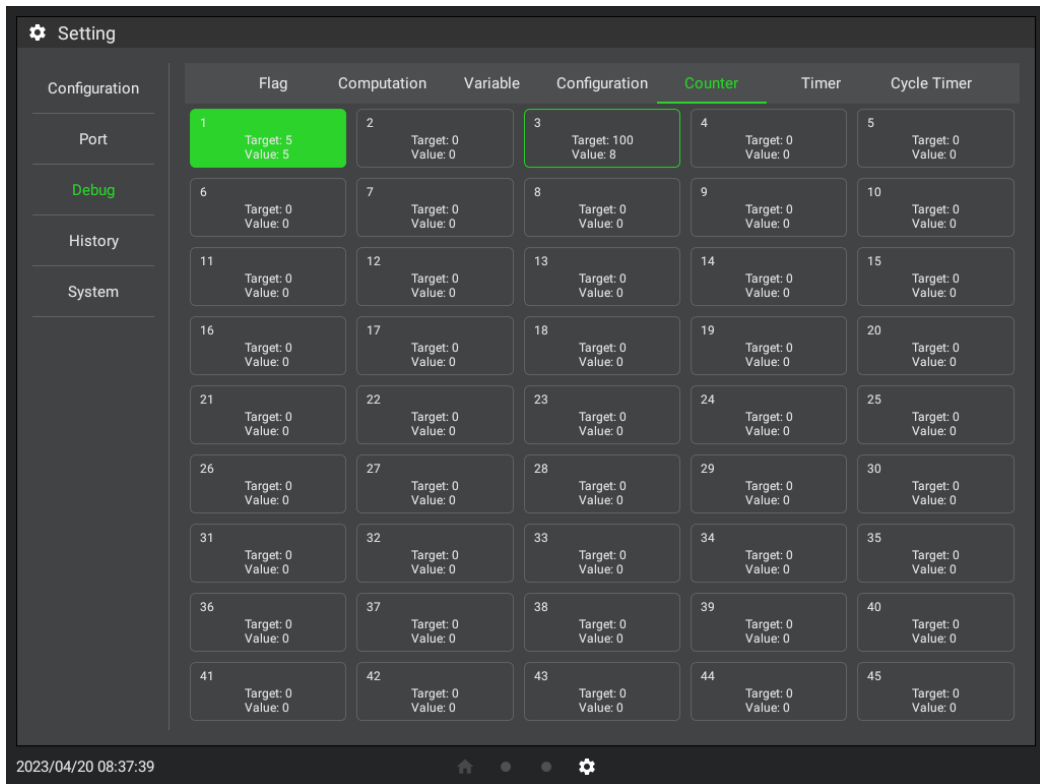 Setting
Configuration
Port
Debug
History
System
Flag Computation Variable Configuration Counter Timer Cycle Timer
1
Target: 5
Value: 5
2
Target: 0
Value: 0
3
Target: 100
Value: 8
4
Target: 0
Value: 0
5
Target: 0
Value: 0
6
Target: 0
Value: 0
7
Target: 0
Value: 0
8
Target: 0
Value: 0
9
Target: 0
Value: 0
10
Target: 0
Value: 0
11
Target: 0
Value: 0
12
Target: 0
Value: 0
13
Target: 0
Value: 0
14
Target: 0
Value: 0
15
Target: 0
Value: 0
16
Target: 0
Value: 0
17
Target: 0
Value: 0
18
Target: 0
Value: 0
19
Target: 0
Value: 0
20
Target: 0
Value: 0
21
Target: 0
Value: 0
22
Target: 0
Value: 0
23
Target: 0
Value: 0
24
Target: 0
Value: 0
25
Target: 0
Value: 0
26
Target: 0
Value: 0
27
Target: 0
Value: 0
28
Target: 0
Value: 0
29
Target: 0
Value: 0
30
Target: 0
Value: 0
31
Target: 0
Value: 0
32
Target: 0
Value: 0
33
Target: 0
Value: 0
34
Target: 0
Value: 0
35
Target: 0
Value: 0
36
Target: 0
Value: 0
37
Target: 0
Value: 0
38
Target: 0
Value: 0
39
Target: 0
Value: 0
40
Target: 0
Value: 0
41
Target: 0
Value: 0
42
Target: 0
Value: 0
43
Target: 0
Value: 0
44
Target: 0
Value: 0
45
Target: 0
Value: 0
2023/04/20 08:37:39